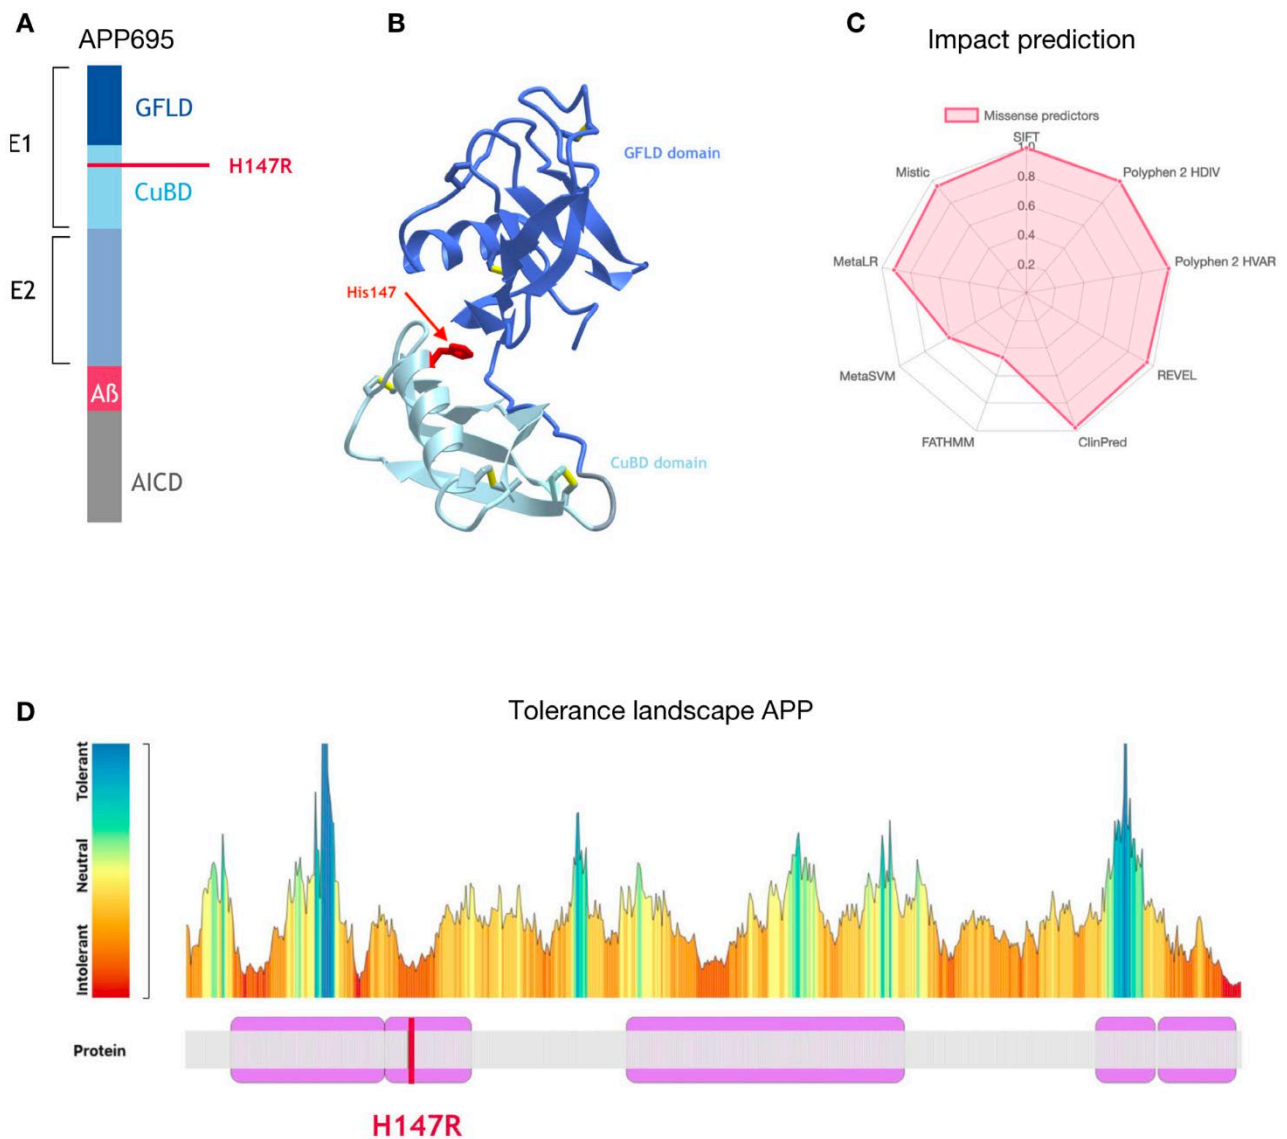 A
APP695
E1
GFLD
H147R
CuBD
E2
Aß
AICD
B
GFLD domain
His147
CuBD domain
C
Impact prediction
Missense predictors
SIFT
1.0
0.8
0.6
0.4
0.2
Mistic
Polyphen 2 HDIV
MetaLR
Polyphen 2 HVAR
MetaSVM
REVEL
FATHMM
ClinPred
D
Tolerance landscape APP
Tolerant
Neutral
Intolerant
Protein
H147R